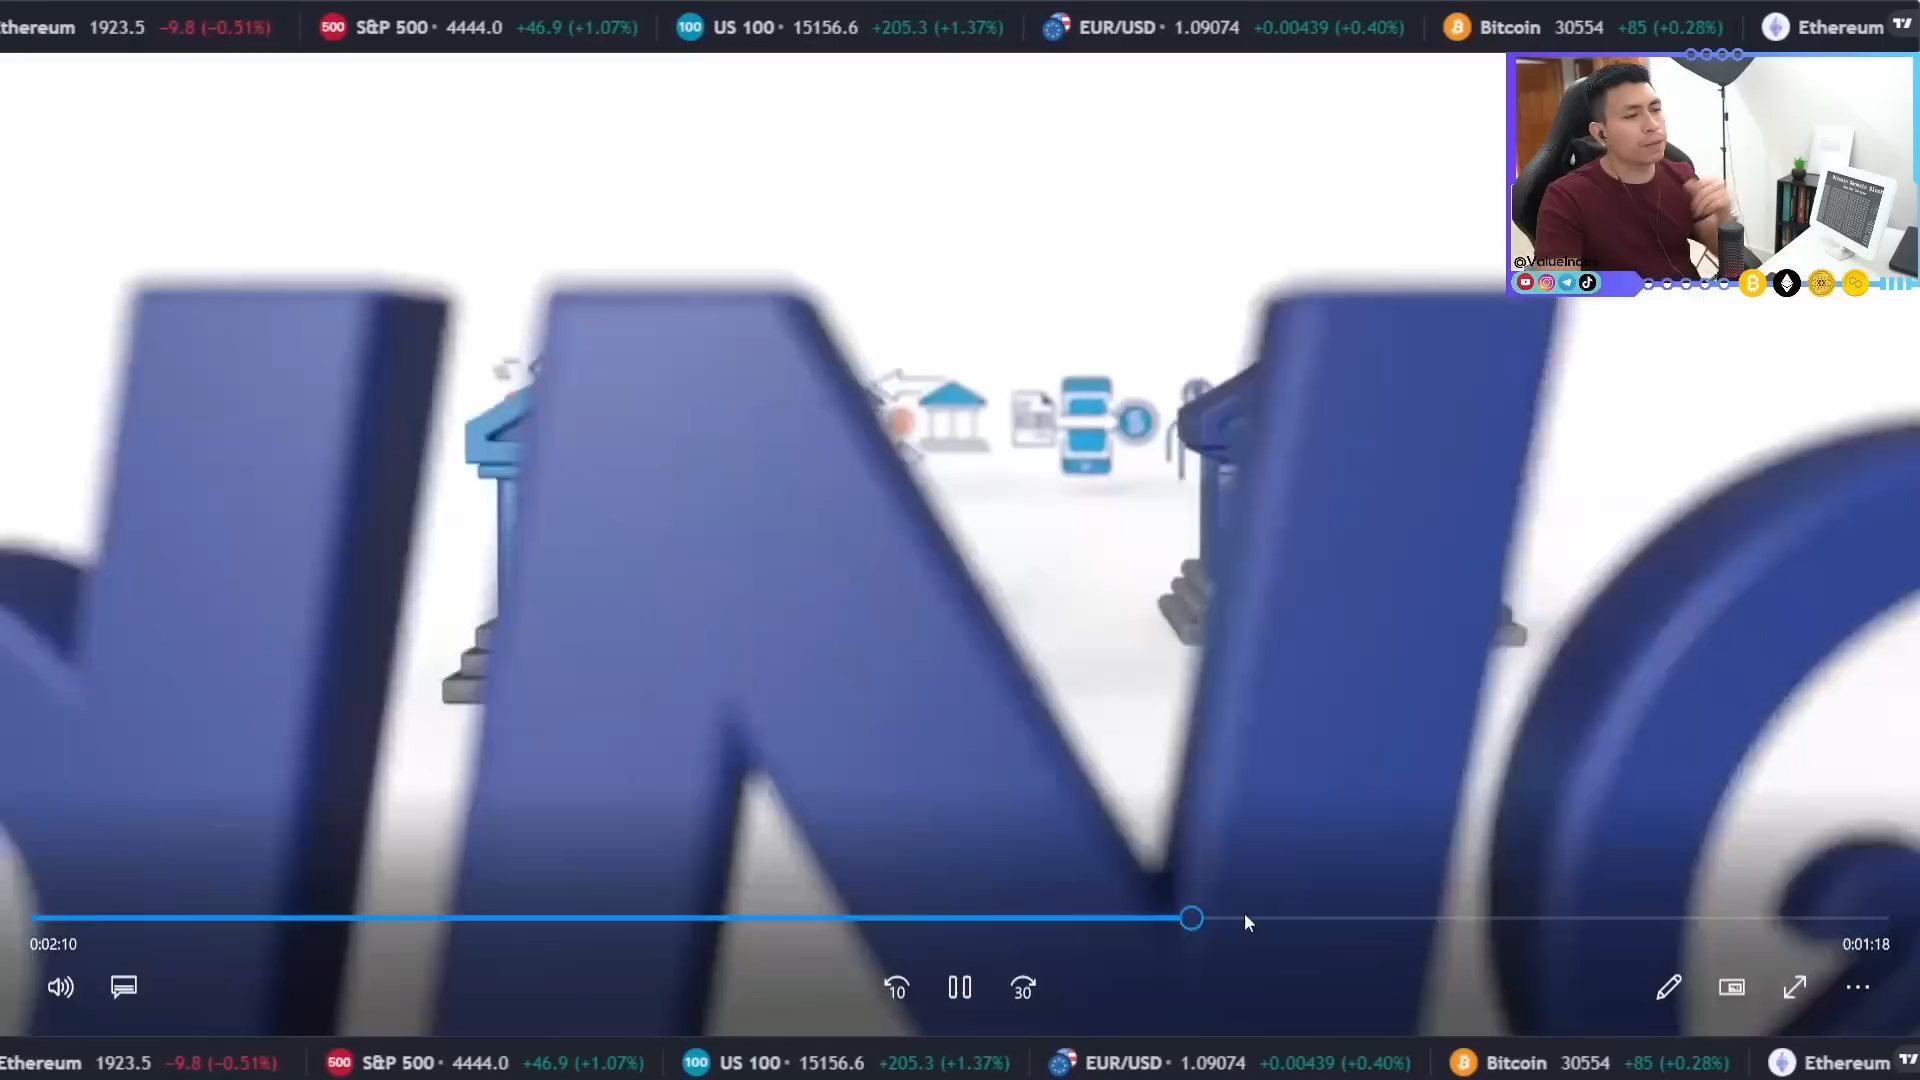 thereum 1923.5 −9.8 (−0.51%) 500 S&P 500 • 4444.0 +46.9 (+1.07%) 100 US 100 • 15156.6 +205.3 (+1.37%) EUR/USD • 1.09074 +0.00439 (+0.40%) Bitcoin 30554 +85 (+0.28%) Ethereum
@ValueInde
0:02:10
0:01:18
10
30
Ethereum 1923.5 −9.8 (−0.51%) 500 S&P 500 • 4444.0 +46.9 (+1.07%) 100 US 100 • 15156.6 +205.3 (+1.37%) EUR/USD • 1.09074 +0.00439 (+0.40%) Bitcoin 30554 +85 (+0.28%) Ethereum